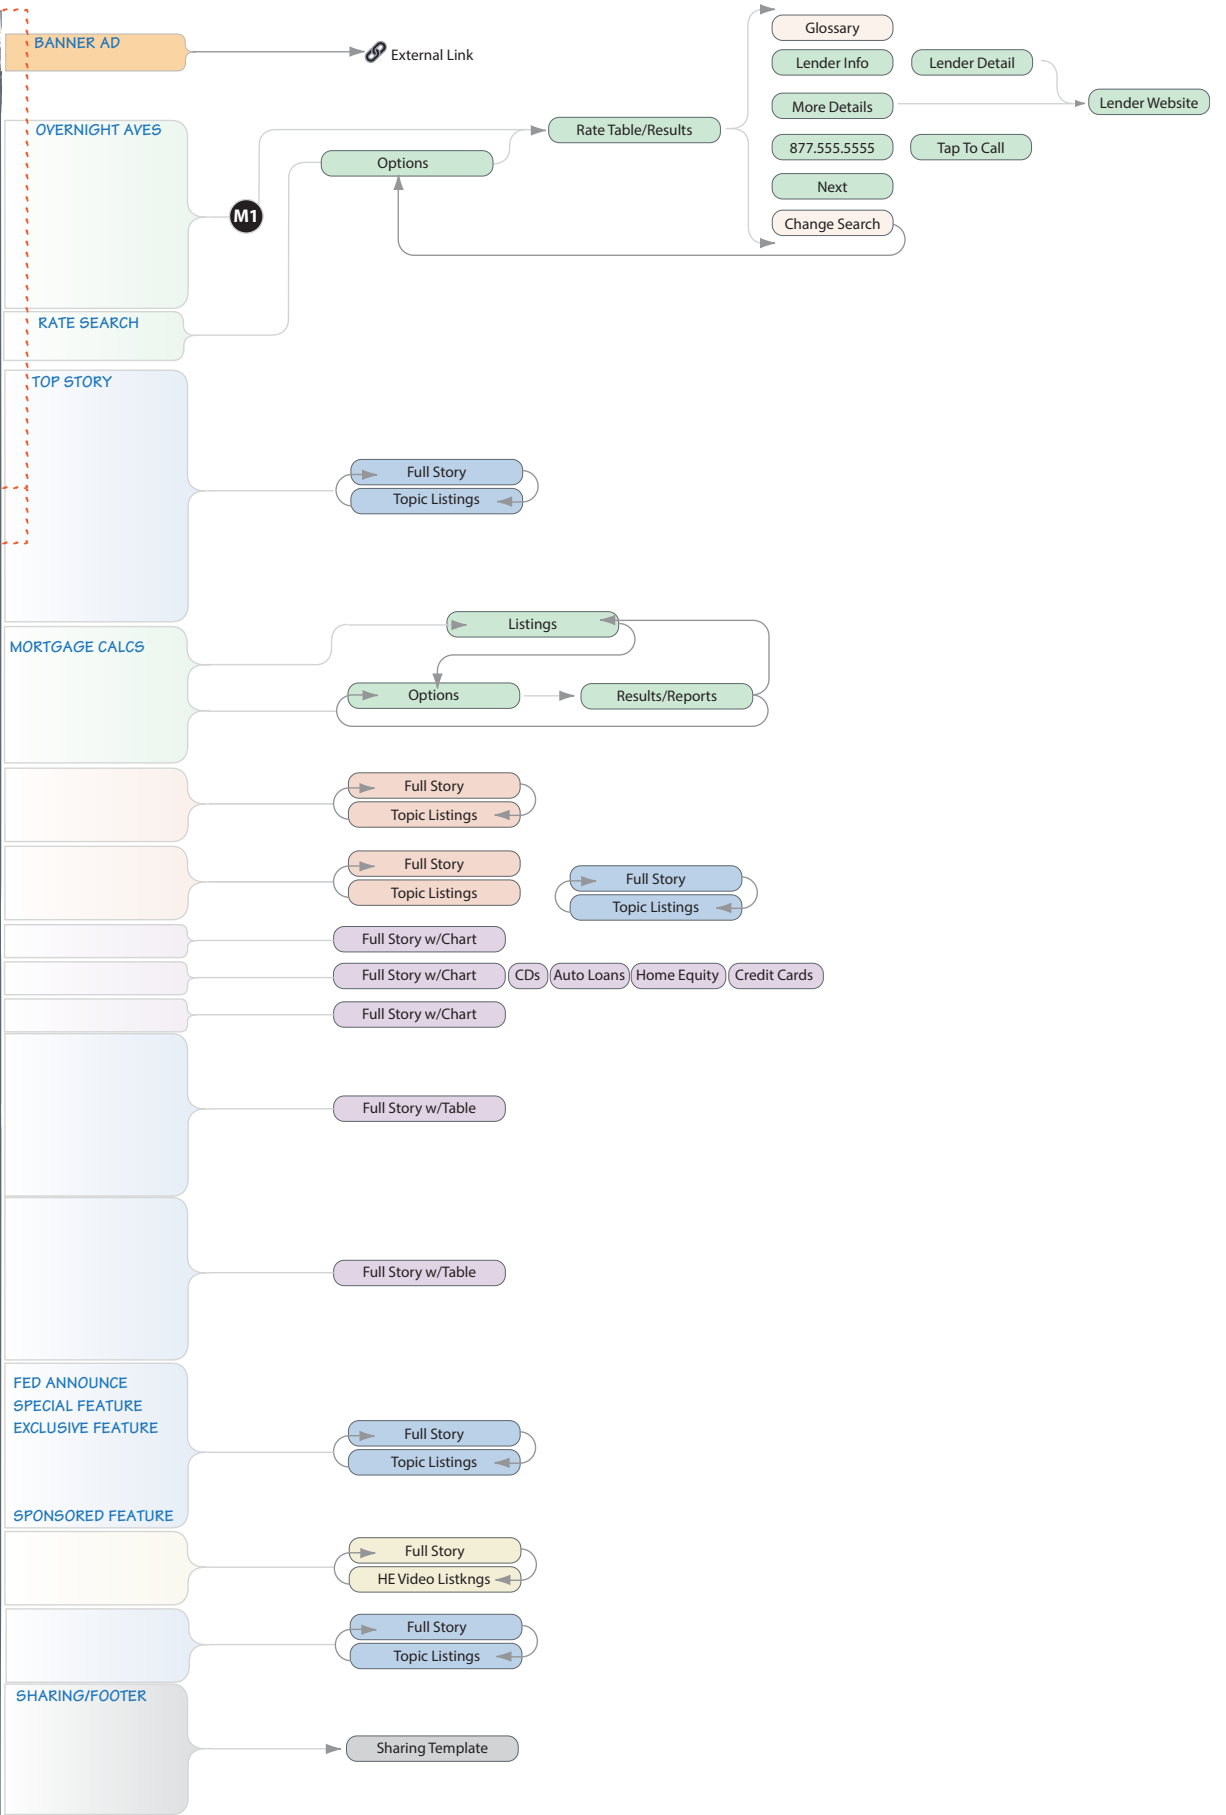 BANNER AD
External Link
Glossary
Lender Info
Lender Detail
More Details
Lender Website
OVERNIGHT AVES
Rate Table/Results
877.555.5555
Tap To Call
Options
Next
M1
Change Search
RATE SEARCH
TOP STORY
Full Story
Topic Listings
MORTGAGE CALCS
Listings
Options
Results/Reports
Full Story
Topic Listings
Full Story
Topic Listings
Full Story
Topic Listings
Full Story w/Chart
Full Story w/Chart
CDs
Auto Loans
Home Equity
Credit Cards
Full Story w/Chart
Full Story w/Table
Full Story w/Table
FED ANNOUNCE
SPECIAL FEATURE
EXCLUSIVE FEATURE
Full Story
Topic Listings
SPONSORED FEATURE
Full Story
HE Video Listkngs
Full Story
Topic Listings
SHARING/FOOTER
Sharing Template